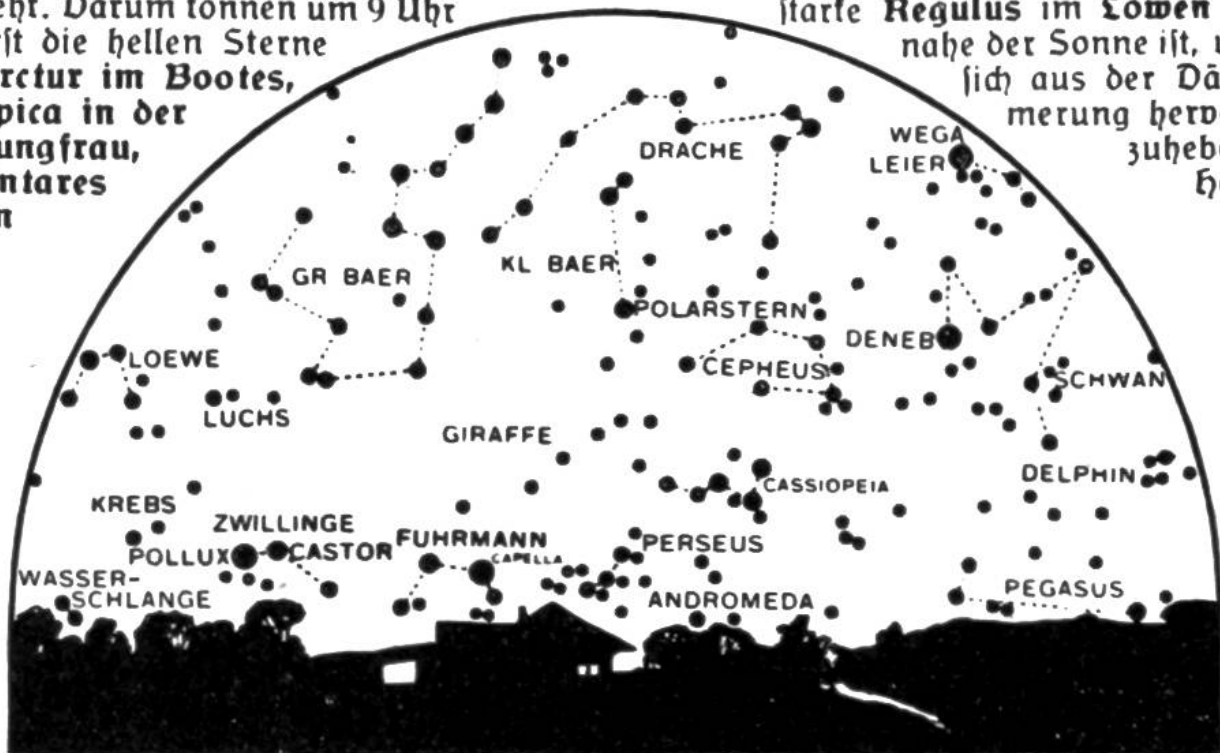 ehr. Darum können um 9 Uhr
ſt die hellen Sterne
rctur im Bootes,
pica in der
ungfrau,
ntares
n
ſtarke Regulus im Löwen
nahe der Sonne iſt,
ſich aus der Dä
merung hervo
zuhebe
WEGA
LEIER
DRACHE
GR BAER
KL BAER
POLARSTERN
DENEB
LOEWE
CEPHEUS
SCHWAN
LUCHS
GIRAFFE
DELPHIN
CASSIOPEIA
KREBS
ZWILLINGE
FUHRMANN
POLLUX
CASTOR
CAPELLA
PERSEUS
WASSER-
SCHLANGE
ANDROMEDA
PEGASUS